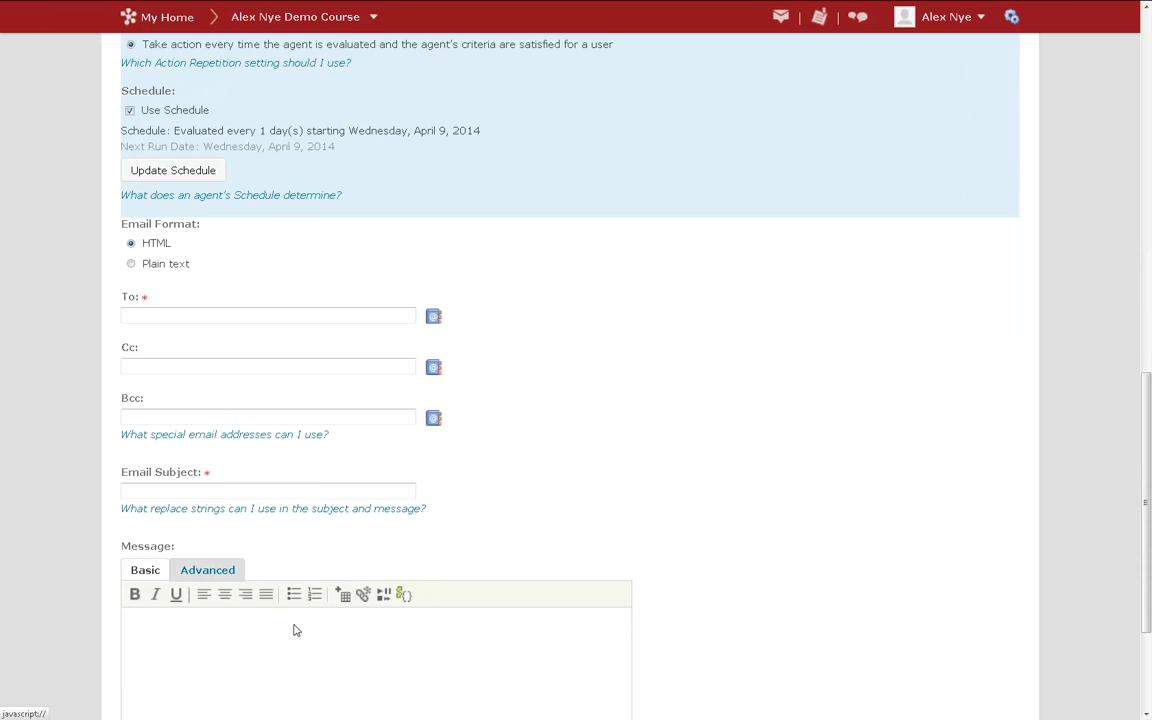 My Home Alex Nye Demo Course Alex Nye
Take action every time the agent is evaluated and the agent's criteria are satisfied for a user
Which Action Repetition setting should I use?
Schedule:
Use Schedule
Schedule: Evaluated every 1 day(s) starting Wednesday, April 9, 2014
Next Run Date: Wednesday, April 9, 2014
Update Schedule
What does an agent's Schedule determine?
Email Format:
HTML
Plain text
To: *
Cc:
Bcc:
What special email addresses can I use?
Email Subject: *
What replace strings can I use in the subject and message?
Message:
Basic Advanced
B I U
javascript://